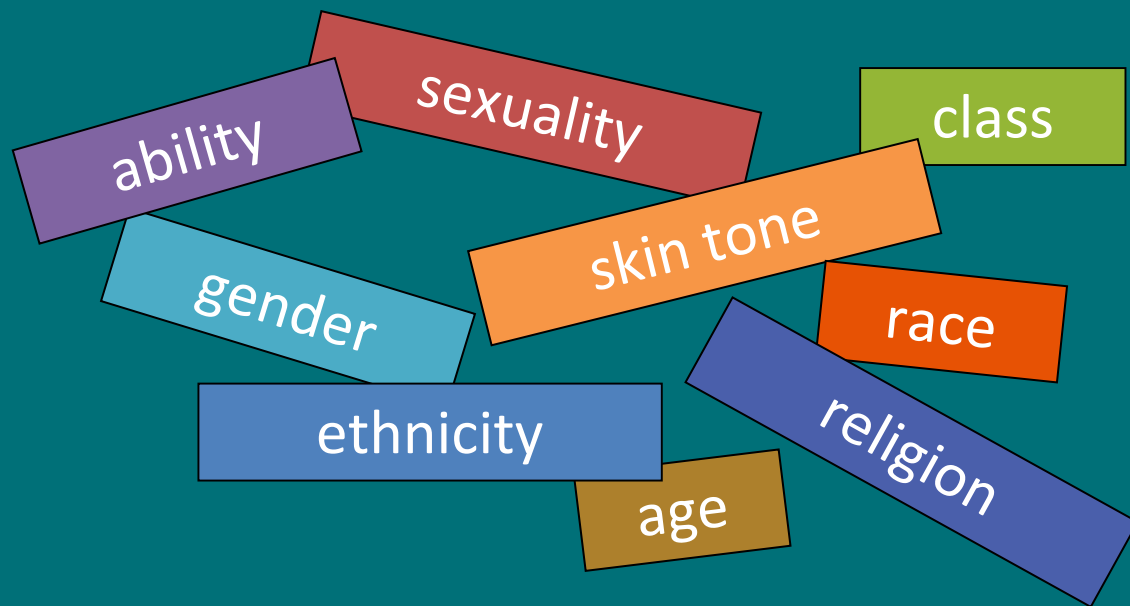 sexuality
class
ability
skin tone
gender
race
ethnicity
religion
age